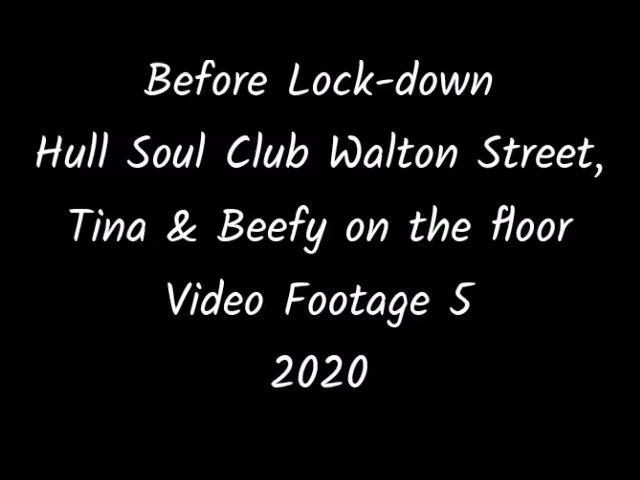 Before Lock-down
Hull Soul Club Walton Street,
Tina & Beefy on the floor
Video Footage 5
2020